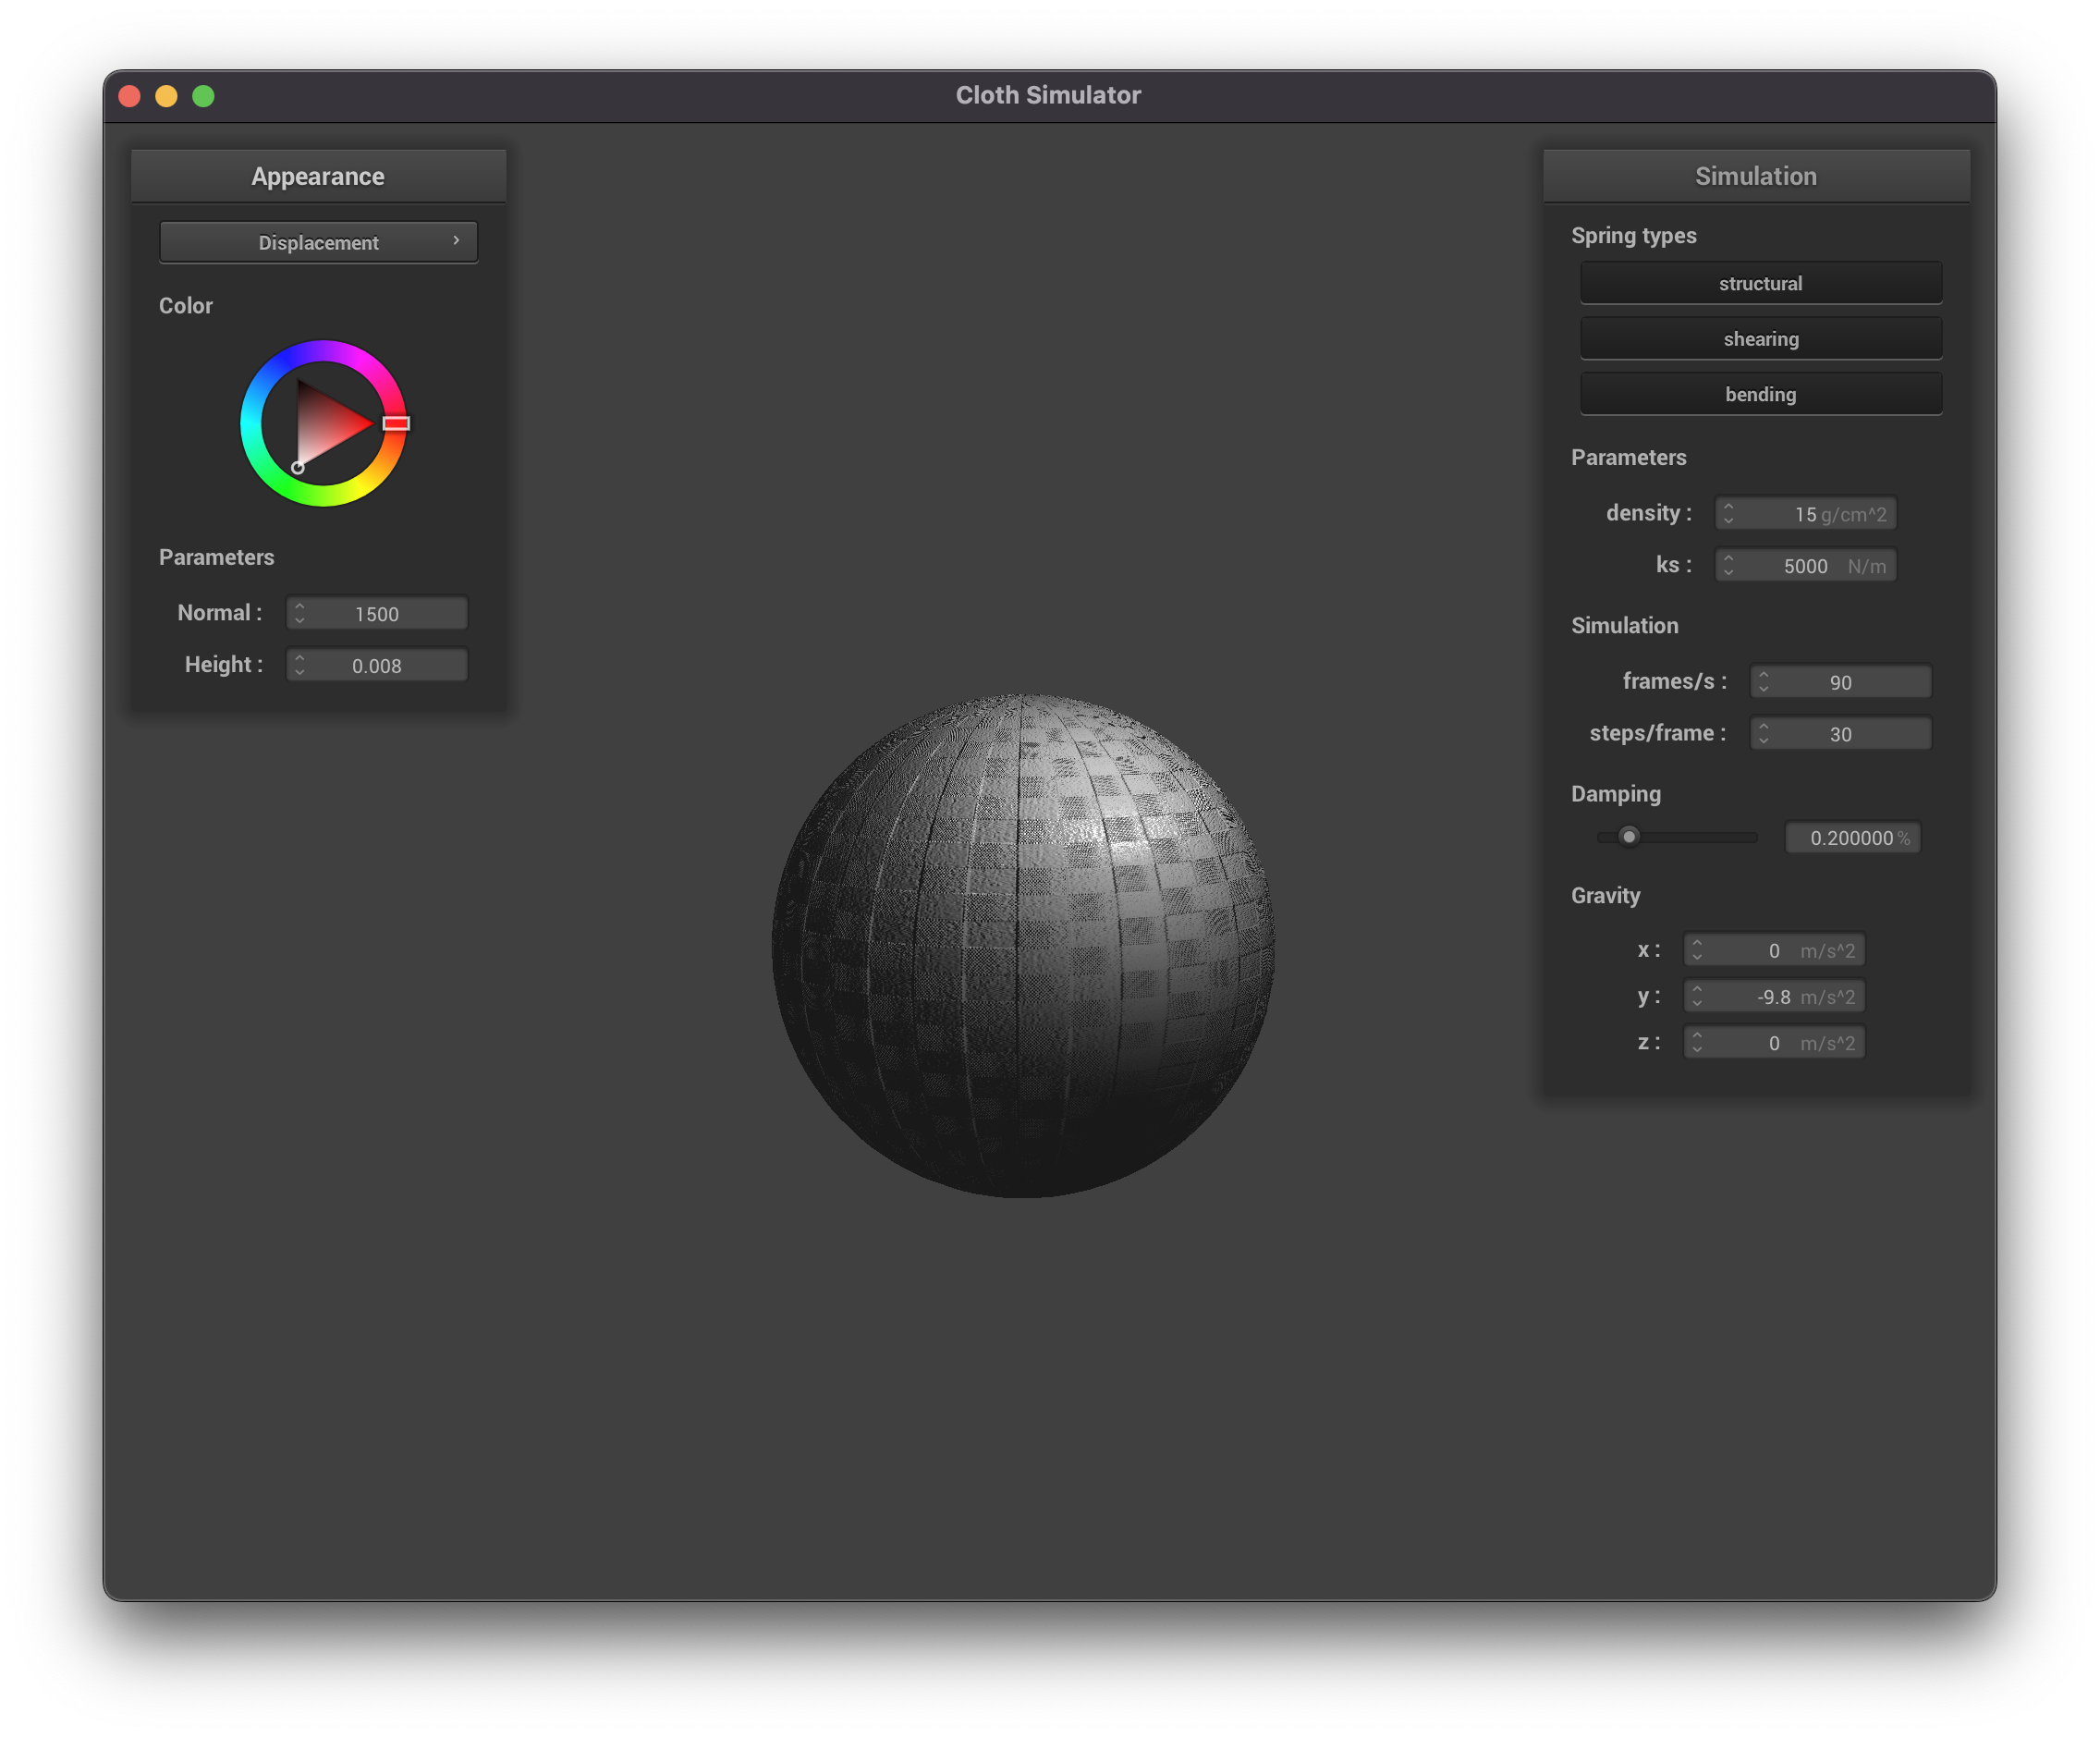 Cloth Simulator
Appearance
Displacement
Color
Parameters
Normal : 1500
Height : 0.008
Simulation
Spring types
structural
shearing
bending
Parameters
density : 15 g/cm^2
ks : 5000 N/m
Simulation
frames/s : 90
steps/frame : 30
Damping
0.200000 %
Gravity
x : 0 m/s^2
y : -9.8 m/s^2
z : 0 m/s^2